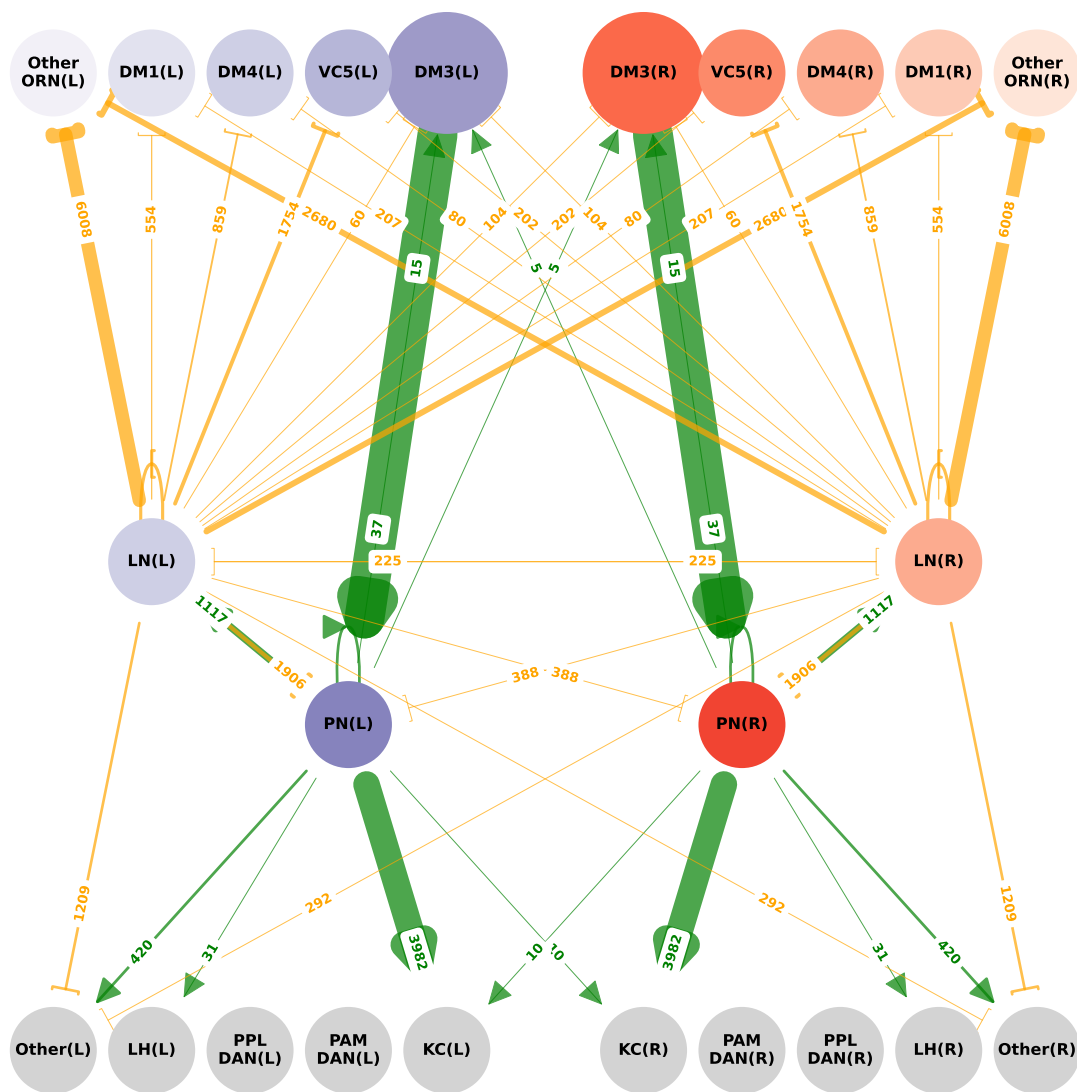 Other
ORN(L)
DM1(L)
DM4(L)
VC5(L)
DM3(L)
DM3(R)
VC5(R)
DM4(R)
DM1(R)
Other
ORN(R)
6008
554
859
1754
2680
60
207
80
104
202
202
104
80
207
60
2680
1754
859
554
6008
15
5
5
15
37
37
LN(L)
225
225
LN(R)
1117
1117
1906
388
388
1906
PN(L)
PN(R)
1209
292
292
1209
420
31
3982
10
10
3982
31
420
Other(L)
LH(L)
PPL
DAN(L)
PAM
DAN(L)
KC(L)
KC(R)
PAM
DAN(R)
PPL
DAN(R)
LH(R)
Other(R)